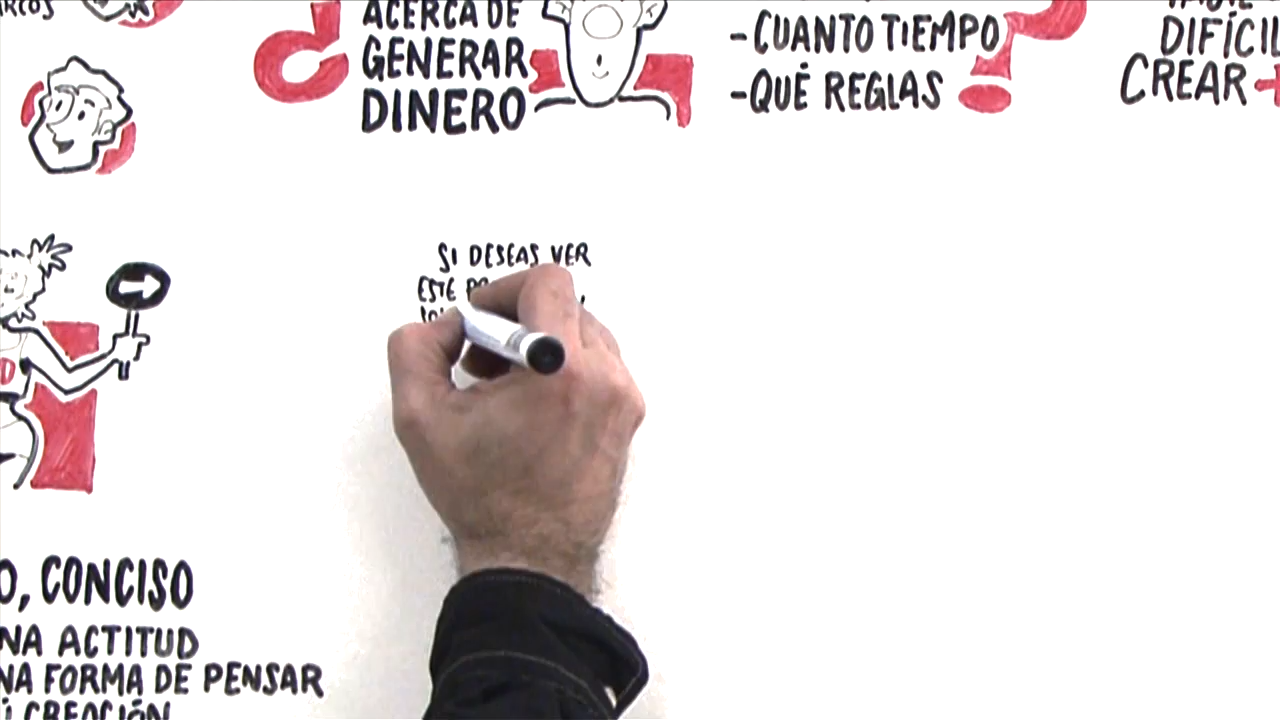 ACERCA DE
GENERAR
DINERO
-CUANTO TIEMPO
-QUÉ REGLAS
DIFÍCIL
CREAR +
SI DESEAS VER
ESTE
O, CONCISO
NA ACTITUD
NA FORMA DE PENSAR
CREACIÓN